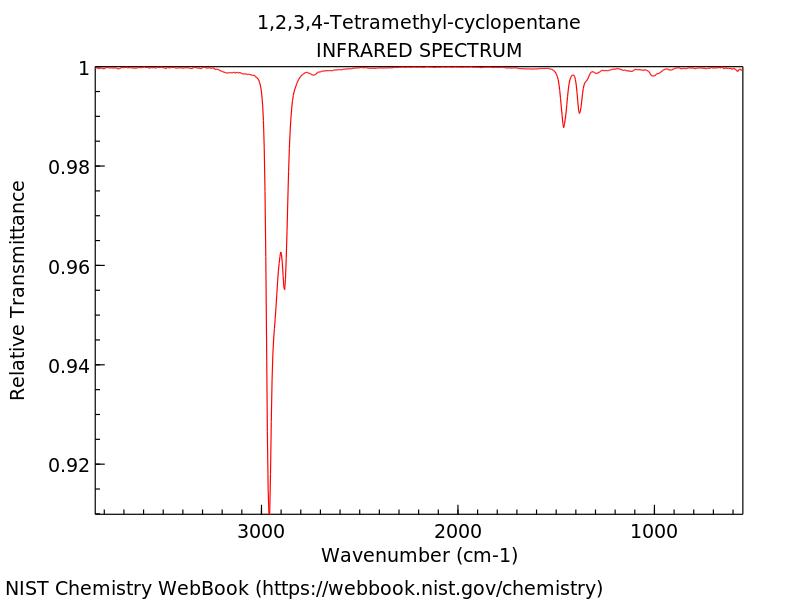 1,2,3,4-Tetramethyl-cyclopentane
INFRARED SPECTRUM
1
0.98
0.96
0.94
0.92
Relative Transmittance
3000 2000 1000
Wavenumber (cm-1)
NIST Chemistry WebBook (https://webbook.nist.gov/chemistry)